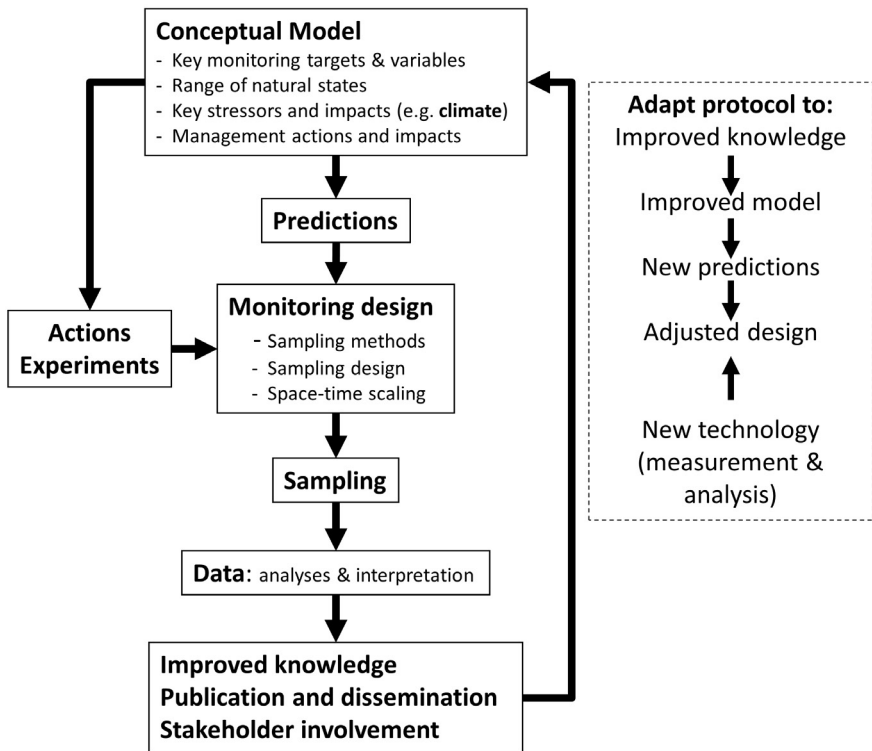 Conceptual Model
- Key monitoring targets & variables
- Range of natural states
- Key stressors and impacts (e.g. climate)
- Management actions and impacts
Predictions
Monitoring design
- Sampling methods
- Sampling design
- Space-time scaling
Actions
Experiments
Sampling
Data: analyses & interpretation
Improved knowledge
Publication and dissemination
Stakeholder involvement
Adapt protocol to:
Improved knowledge
Improved model
New predictions
Adjusted design
New technology
(measurement &
analysis)